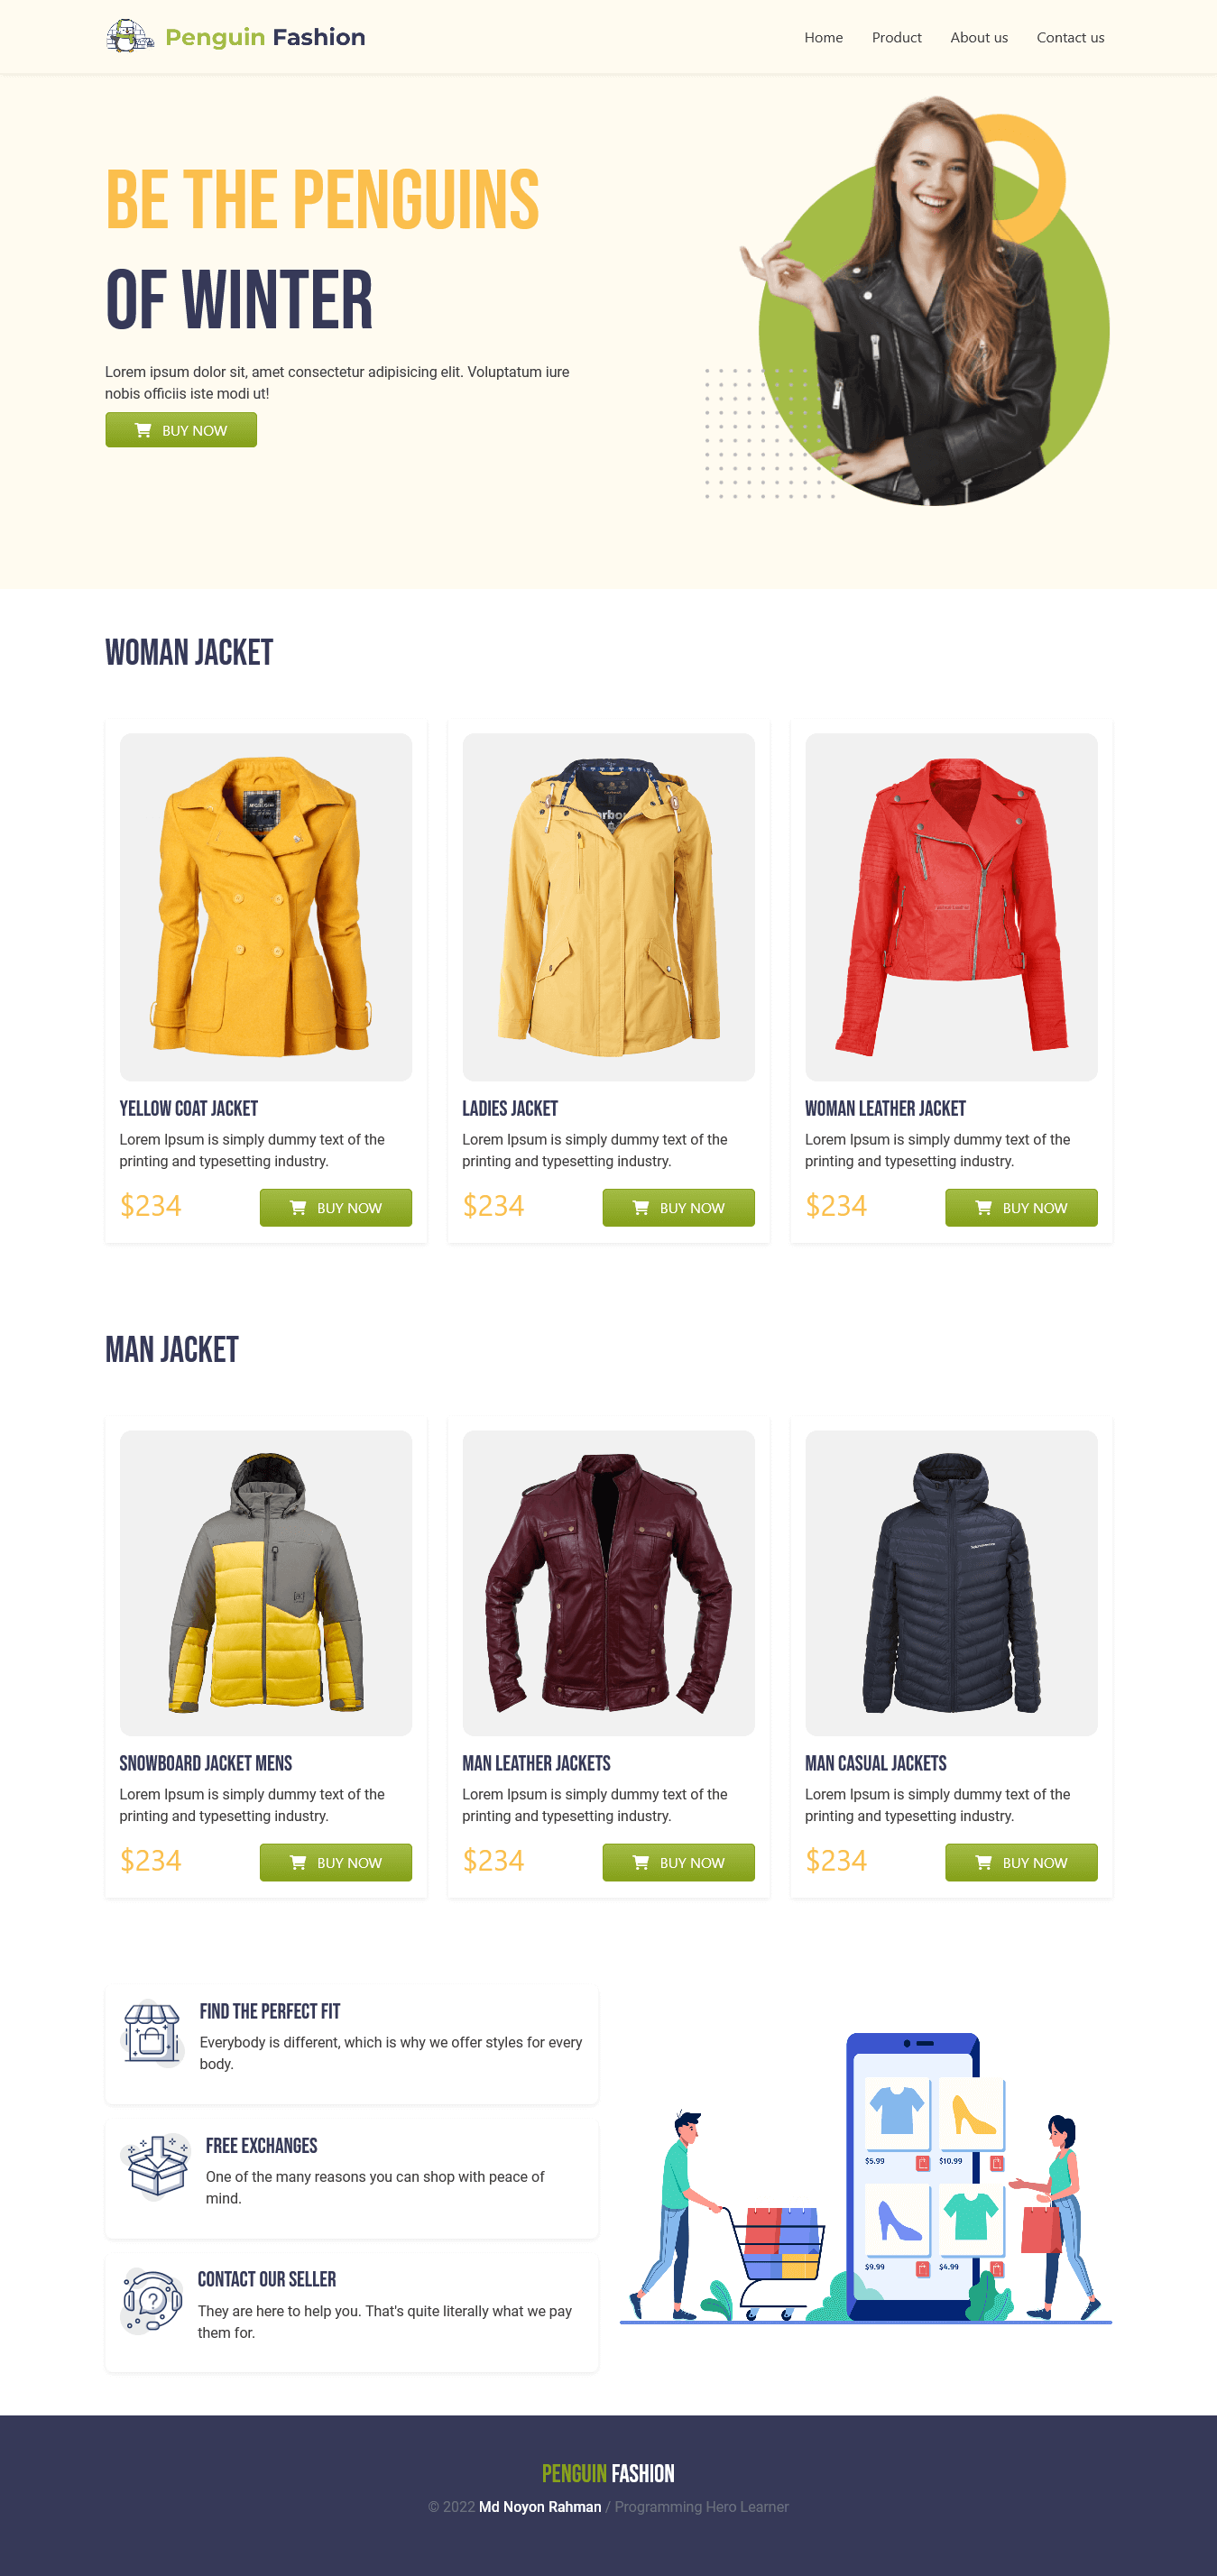 Penguin Fashion
Home Product About us Contact us
BE THE PENGUINS
OF WINTER
Lorem ipsum dolor sit, amet consectetur adipisicing elit. Voluptatum iure
nobis officiis iste modi ut!
BUY NOW
WOMAN JACKET
YELLOW COAT JACKET
Lorem Ipsum is simply dummy text of the
printing and typesetting industry.
$234 BUY NOW
LADIES JACKET
Lorem Ipsum is simply dummy text of the
printing and typesetting industry.
$234 BUY NOW
WOMAN LEATHER JACKET
Lorem Ipsum is simply dummy text of the
printing and typesetting industry.
$234 BUY NOW
MAN JACKET
SNOWBOARD JACKET MENS
Lorem Ipsum is simply dummy text of the
printing and typesetting industry.
$234 BUY NOW
MAN LEATHER JACKETS
Lorem Ipsum is simply dummy text of the
printing and typesetting industry.
$234 BUY NOW
MAN CASUAL JACKETS
Lorem Ipsum is simply dummy text of the
printing and typesetting industry.
$234 BUY NOW
FIND THE PERFECT FIT
Everybody is different, which is why we offer styles for every
body.
FREE EXCHANGES
One of the many reasons you can shop with peace of
mind.
CONTACT OUR SELLER
They are here to help you. That's quite literally what we pay
them for.
$5.99 $10.99
$9.99 $4.99
PENGUIN FASHION
© 2022 Md Noyon Rahman / Programming Hero Learner